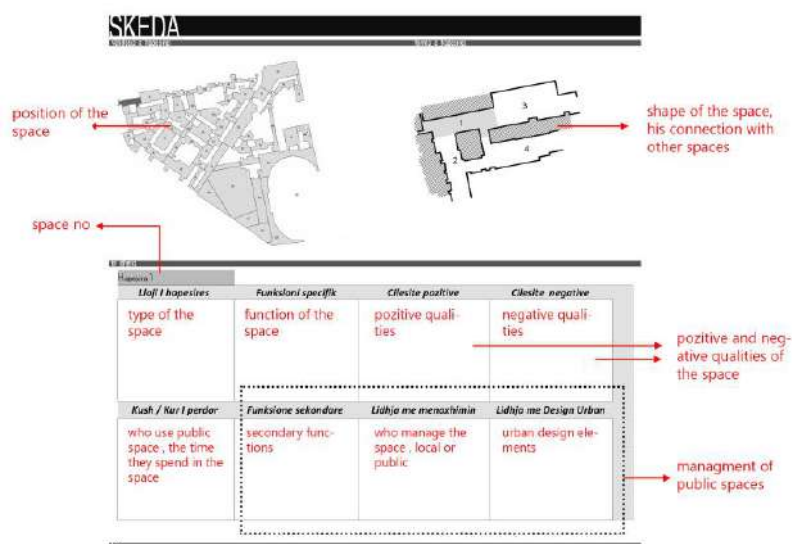 SKEDA
position of the
space
1
3
2
4
shape of the space,
his connection with
other spaces
space no
Hapesira 1
Lloji I hapesires
Funksioni specifik
Cilesite pozitive
Cilesite negative
type of the
space
function of the
space
pozitive quali-
ties
negative quali-
ties
pozitive and neg-
ative qualities of
the space
Kush / Kur I perdor
Funksione sekondare
Lidhja me menaxhimin
Lidhja me Design Urban
who use public
space , the time
they spend in the
space
secondary func-
tions
who manage the
space , local or
public
urban design ele-
ments
managment of
public spaces